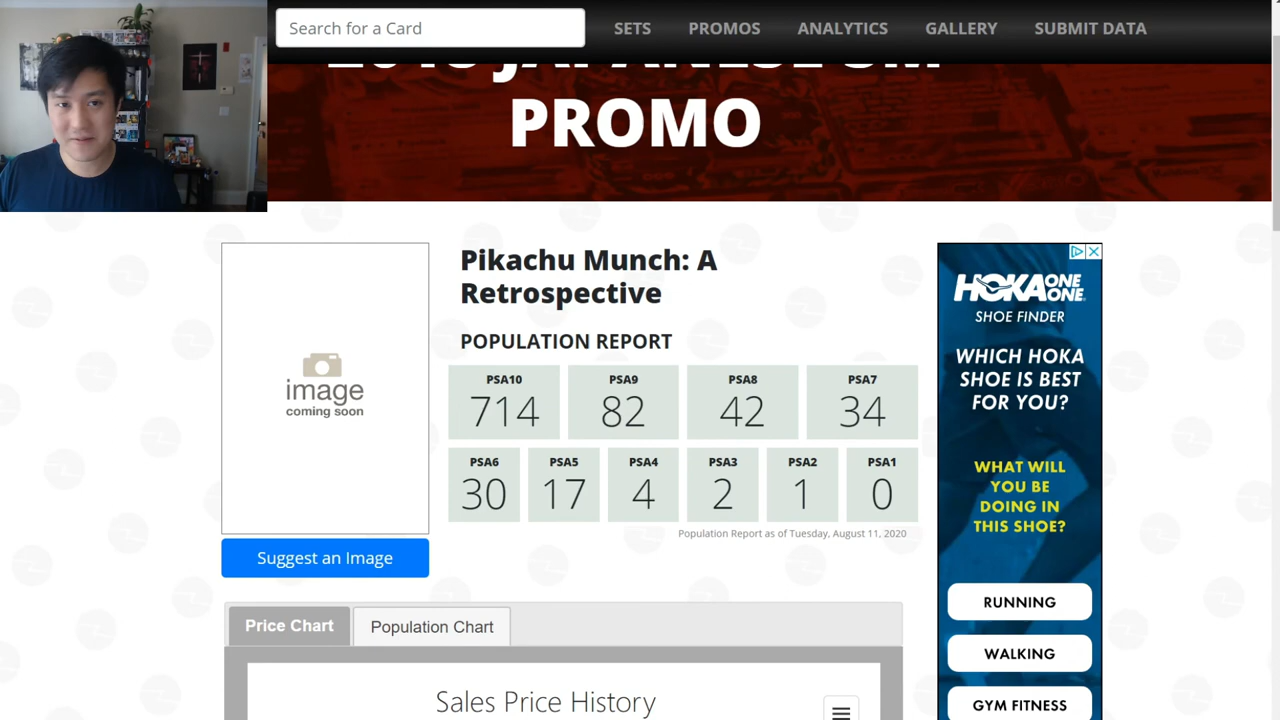 Search for a Card
SETS
PROMOS
ANALYTICS
GALLERY
SUBMIT DATA
PROMO
Pikachu Munch: A
Retrospective
POPULATION REPORT
PSA10
PSA9
PSA8
PSA7
714
82
42
34
PSA6
PSA5
PSA4
PSA3
PSA2
PSA1
30
17
4
2
1
0
Population Report as of Tuesday, August 11, 2020
image
coming soon
Suggest an Image
Price Chart
Population Chart
Sales Price History
HOKA ONE ONE
SHOE FINDER
WHICH HOKA
SHOE IS BEST
FOR YOU?
WHAT WILL
YOU BE
DOING IN
THIS SHOE?
RUNNING
WALKING
GYM FITNESS